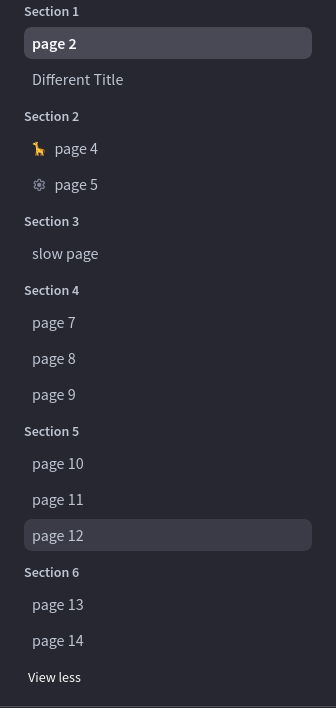 Section 1
page 2
Different Title
Section 2
page 4
page 5
Section 3
slow page
Section 4
page 7
page 8
page 9
Section 5
page 10
page 11
page 12
Section 6
page 13
page 14
View less